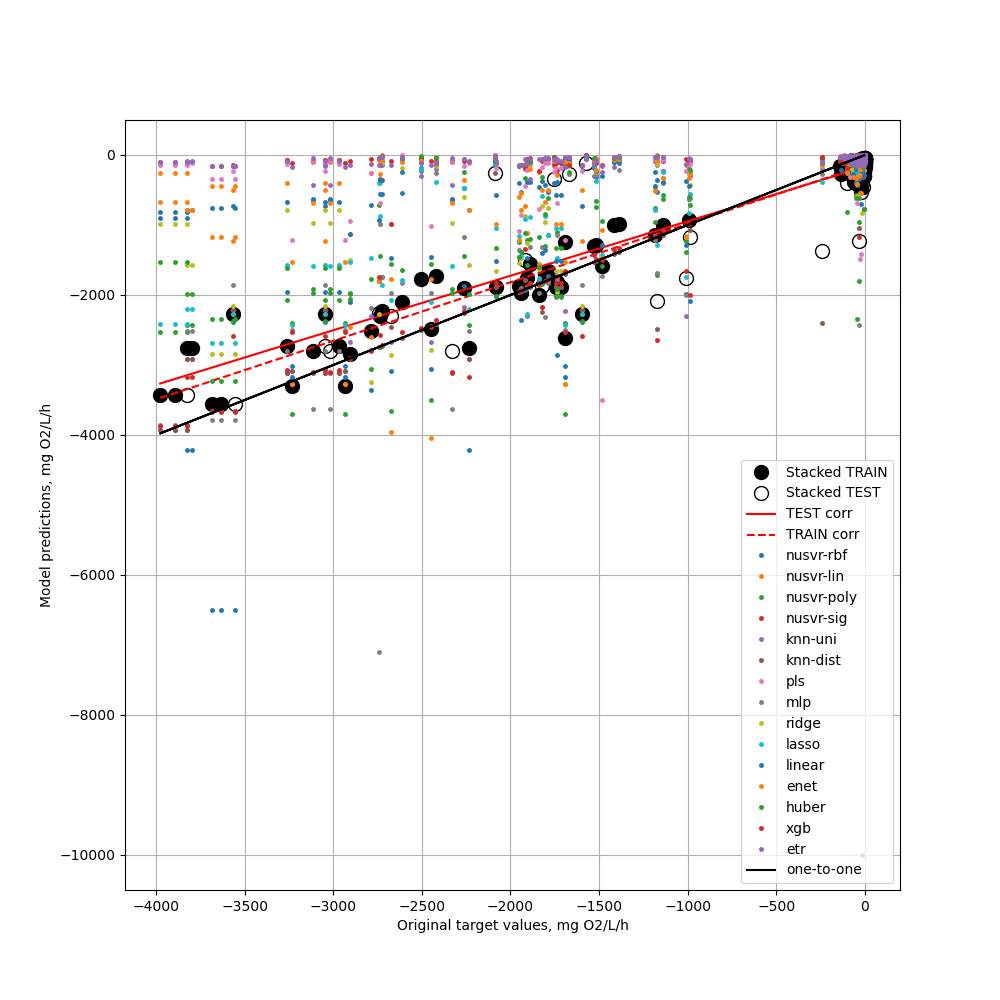 0
−2000
−4000
−6000
−8000
−10000
Model predictions, mg O2/L/h
Stacked TRAIN
Stacked TEST
TEST corr
TRAIN corr
nusvr-rbf
nusvr-lin
nusvr-poly
nusvr-sig
knn-uni
knn-dist
pls
mlp
ridge
lasso
linear
enet
huber
xgb
etr
one-to-one
−4000 −3500 −3000 −2500 −2000 −1500 −1000 −500 0
Original target values, mg O2/L/h